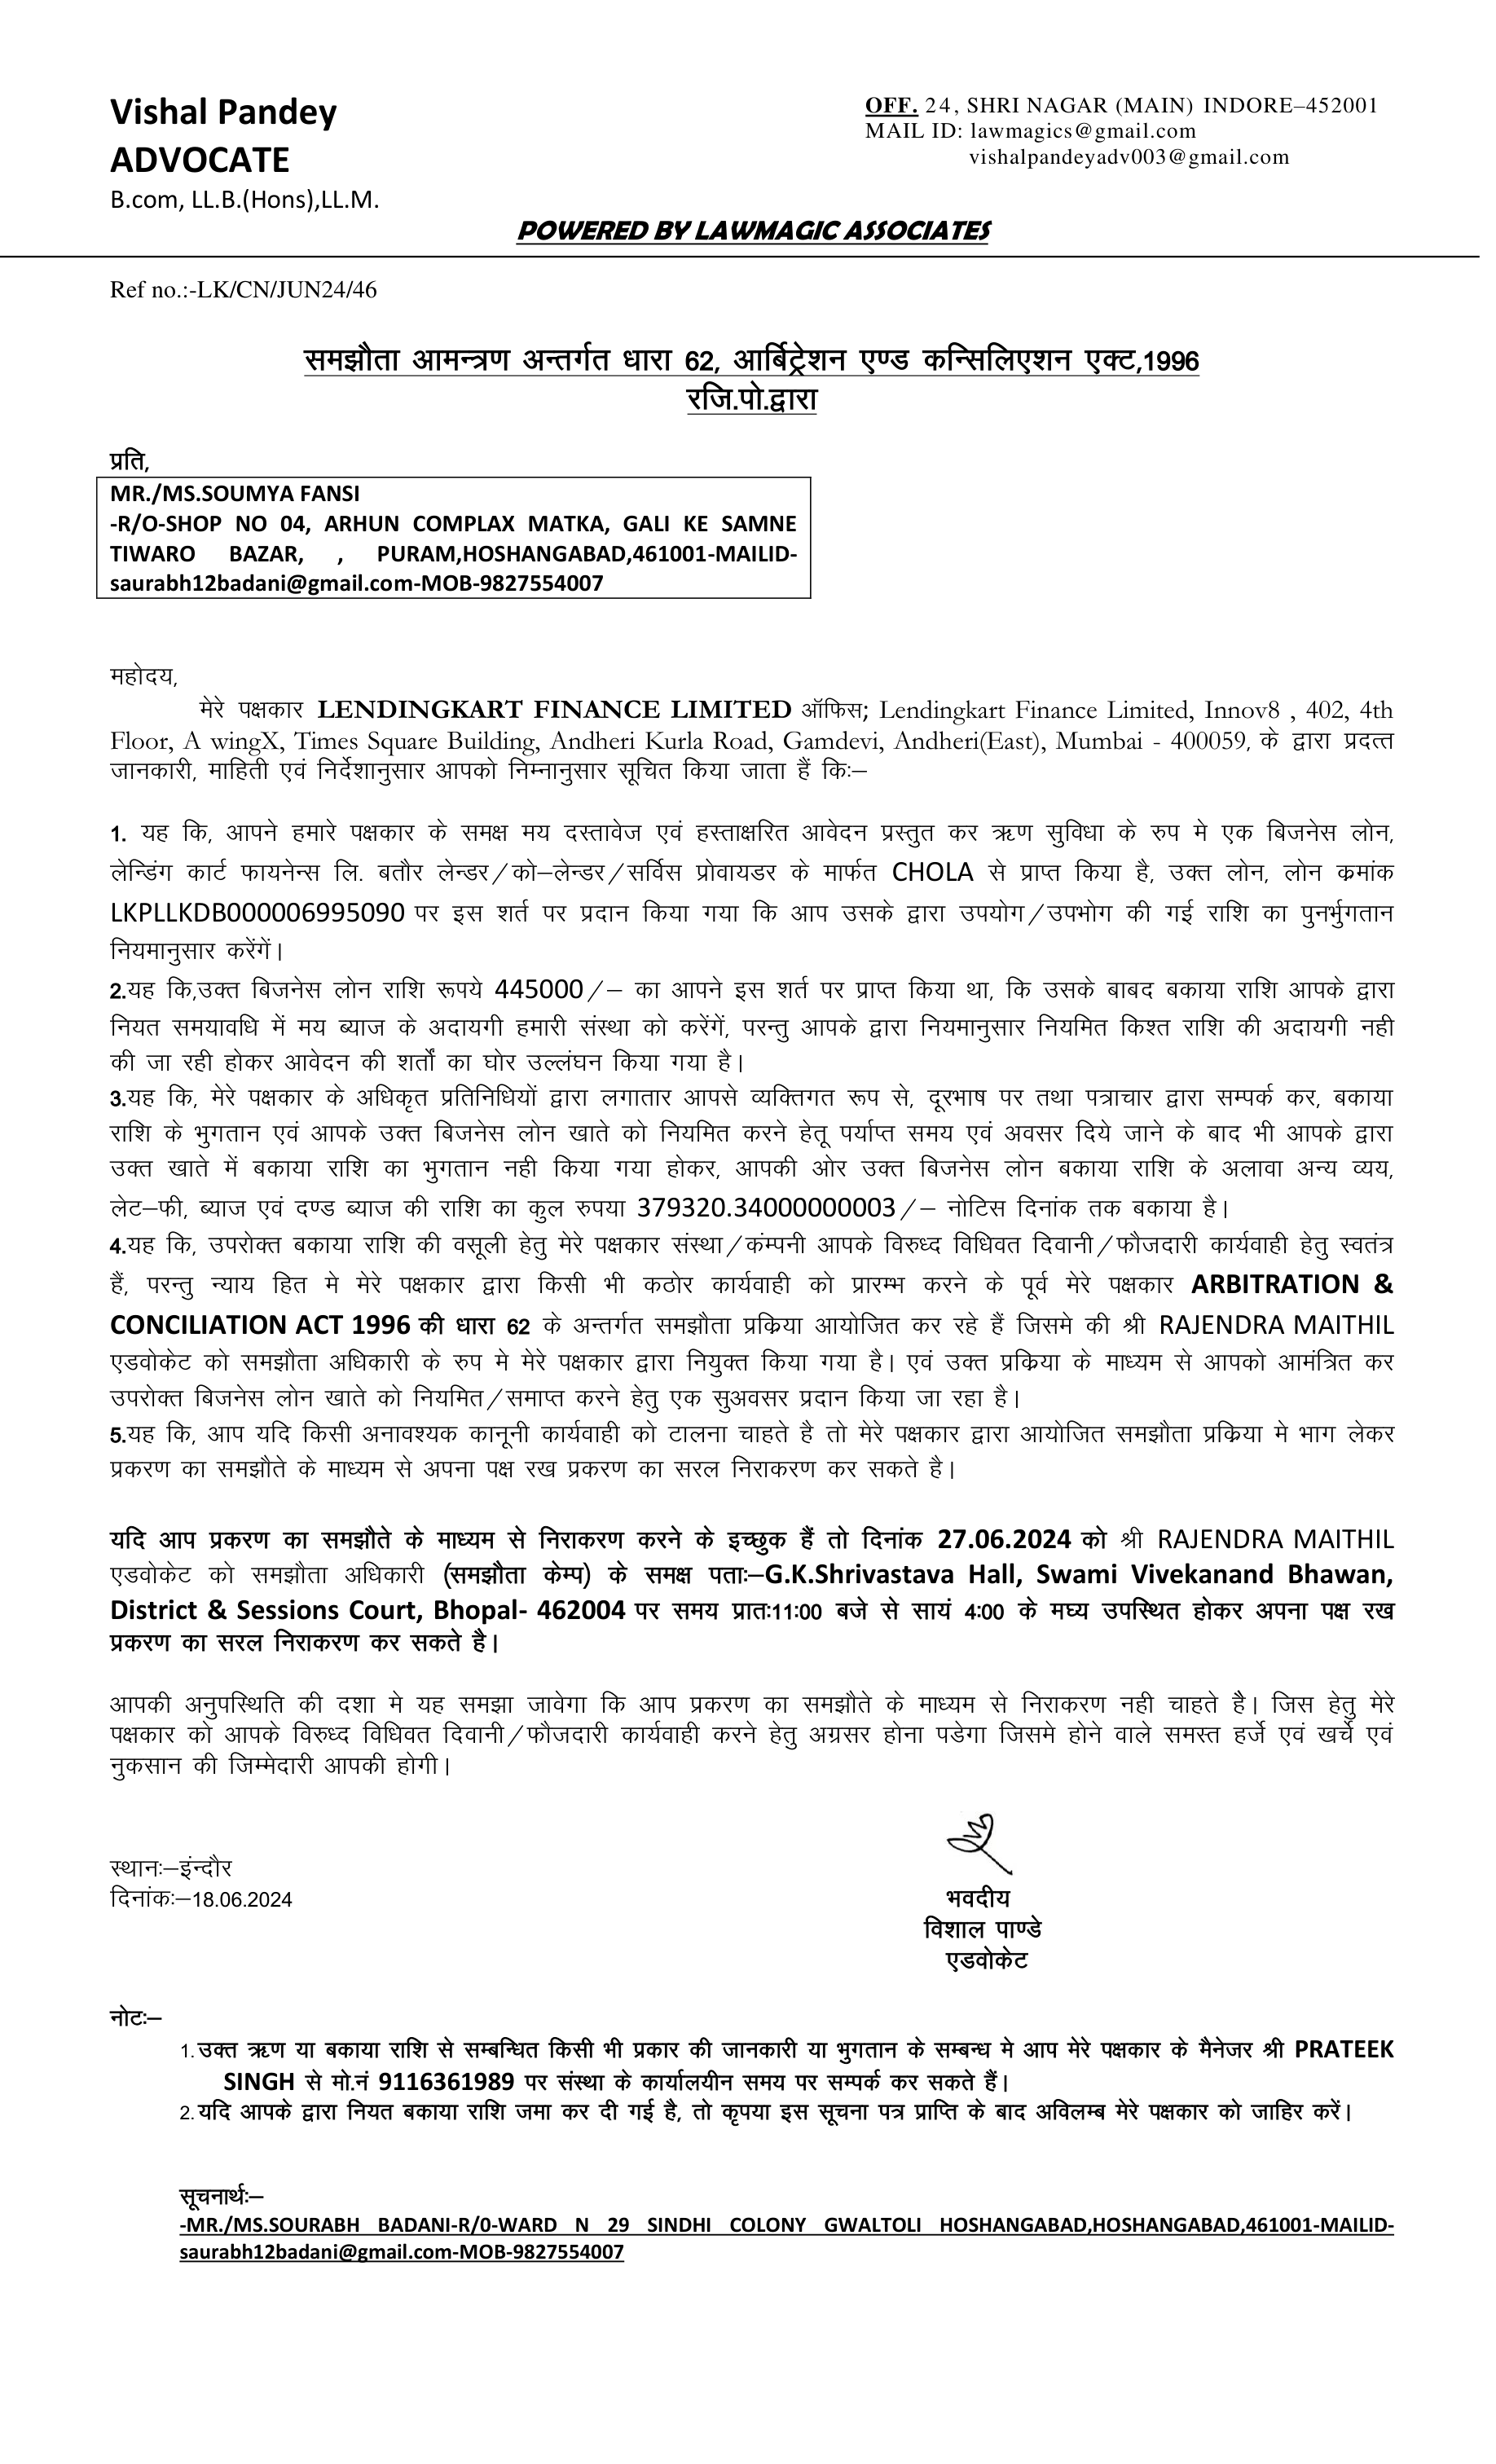 Vishal Pandey
ADVOCATE
B.com, LL.B.(Hons),LL.M.
OFF. 24, SHRI NAGAR (MAIN) INDORE–452001
MAIL ID: lawmagics@gmail.com
vishalpandeyadv003@gmail.com
POWERED BY LAWMAGIC ASSOCIATES
Ref no.:-LK/CN/JUN24/46
समझौता आमन्त्रण अन्तर्गत धारा 62, आर्बिट्रेशन एण्ड कन्सिलिएशन एक्ट,1996
रजि.पो.द्वारा
प्रति,
MR./MS.SOUMYA FANSI
-R/O-SHOP NO 04, ARHUN COMPLAX MATKA, GALI KE SAMNE
TIWARO BAZAR, , PURAM,HOSHANGABAD,461001-MAILID-
saurabh12badani@gmail.com-MOB-9827554007
महोदय,
मेरे पक्षकार LENDINGKART FINANCE LIMITED ऑफिस; Lendingkart Finance Limited, Innov8 , 402, 4th
Floor, A wingX, Times Square Building, Andheri Kurla Road, Gamdevi, Andheri(East), Mumbai - 400059, के द्वारा प्रदत्त
जानकारी, माहिती एवं निर्देशानुसार आपको निम्नानुसार सूचित किया जाता हैं कि:–
1. यह कि, आपने हमारे पक्षकार के समक्ष मय दस्तावेज एवं हस्ताक्षरित आवेदन प्रस्तुत कर ऋण सुविधा के रुप मे एक बिजनेस लोन,
लेन्डिंग कार्ट फायनेन्स लि. बतौर लेन्डर/को–लेन्डर/सर्विस प्रोवायडर के मार्फत CHOLA से प्राप्त किया है, उक्त लोन, लोन क्रमांक
LKPLLKDB000006995090 पर इस शर्त पर प्रदान किया गया कि आप उसके द्वारा उपयोग/उपभोग की गई राशि का पुनर्भुगतान
नियमानुसार करेंगें।
2.यह कि,उक्त बिजनेस लोन राशि रूपये 445000/– का आपने इस शर्त पर प्राप्त किया था, कि उसके बाबद बकाया राशि आपके द्वारा
नियत समयावधि में मय ब्याज के अदायगी हमारी संस्था को करेंगें, परन्तु आपके द्वारा नियमानुसार नियमित किश्त राशि की अदायगी नही
की जा रही होकर आवेदन की शर्तों का घोर उल्लंघन किया गया है।
3.यह कि, मेरे पक्षकार के अधिकृत प्रतिनिधियों द्वारा लगातार आपसे व्यक्तिगत रूप से, दूरभाष पर तथा पत्राचार द्वारा सम्पर्क कर, बकाया
राशि के भुगतान एवं आपके उक्त बिजनेस लोन खाते को नियमित करने हेतू पर्याप्त समय एवं अवसर दिये जाने के बाद भी आपके द्वारा
उक्त खाते में बकाया राशि का भुगतान नही किया गया होकर, आपकी ओर उक्त बिजनेस लोन बकाया राशि के अलावा अन्य व्यय,
लेट–फी, ब्याज एवं दण्ड ब्याज की राशि का कुल रुपया 379320.34000000003/– नोटिस दिनांक तक बकाया है।
4.यह कि, उपरोक्त बकाया राशि की वसूली हेतु मेरे पक्षकार संस्था/कंम्पनी आपके विरुध्द विधिवत दिवानी/फौजदारी कार्यवाही हेतु स्वतंत्र
हैं, परन्तु न्याय हित मे मेरे पक्षकार द्वारा किसी भी कठोर कार्यवाही को प्रारम्भ करने के पूर्व मेरे पक्षकार ARBITRATION &
CONCILIATION ACT 1996 की धारा 62 के अन्तर्गत समझौता प्रक्रिया आयोजित कर रहे हैं जिसमे की श्री RAJENDRA MAITHIL
एडवोकेट को समझौता अधिकारी के रुप मे मेरे पक्षकार द्वारा नियुक्त किया गया है। एवं उक्त प्रक्रिया के माध्यम से आपको आमंत्रित कर
उपरोक्त बिजनेस लोन खाते को नियमित/समाप्त करने हेतु एक सुअवसर प्रदान किया जा रहा है।
5.यह कि, आप यदि किसी अनावश्यक कानूनी कार्यवाही को टालना चाहते है तो मेरे पक्षकार द्वारा आयोजित समझौता प्रक्रिया मे भाग लेकर
प्रकरण का समझौते के माध्यम से अपना पक्ष रख प्रकरण का सरल निराकरण कर सकते है।
यदि आप प्रकरण का समझौते के माध्यम से निराकरण करने के इच्छुक हैं तो दिनांक 27.06.2024 को श्री RAJENDRA MAITHIL
एडवोकेट को समझौता अधिकारी (समझौता केम्प) के समक्ष पता:–G.K.Shrivastava Hall, Swami Vivekanand Bhawan,
District & Sessions Court, Bhopal- 462004 पर समय प्रात:11:00 बजे से सायं 4:00 के मघ्य उपस्थित होकर अपना पक्ष रख
प्रकरण का सरल निराकरण कर सकते है।
आपकी अनुपस्थिति की दशा मे यह समझा जावेगा कि आप प्रकरण का समझौते के माध्यम से निराकरण नही चाहते है। जिस हेतु मेरे
पक्षकार को आपके विरुध्द विधिवत दिवानी/फौजदारी कार्यवाही करने हेतु अग्रसर होना पडेगा जिसमे होने वाले समस्त हर्जे एवं खर्चे एवं
नुकसान की जिम्मेदारी आपकी होगी।
स्थान:–इंन्दौर
दिनांक:–18.06.2024
भवदीय
विशाल पाण्डे
एडवोकेट
नोट:–
1. उक्त ऋण या बकाया राशि से सम्बन्धित किसी भी प्रकार की जानकारी या भुगतान के सम्बन्ध मे आप मेरे पक्षकार के मैनेजर श्री PRATEEK
SINGH से मो.नं 9116361989 पर संस्था के कार्यालयीन समय पर सम्पर्क कर सकते हैं।
2. यदि आपके द्वारा नियत बकाया राशि जमा कर दी गई है, तो कृपया इस सूचना पत्र प्राप्ति के बाद अविलम्ब मेरे पक्षकार को जाहिर करें।
सूचनार्थ:–
-MR./MS.SOURABH BADANI-R/0-WARD N 29 SINDHI COLONY GWALTOLI HOSHANGABAD,HOSHANGABAD,461001-MAILID-
saurabh12badani@gmail.com-MOB-9827554007